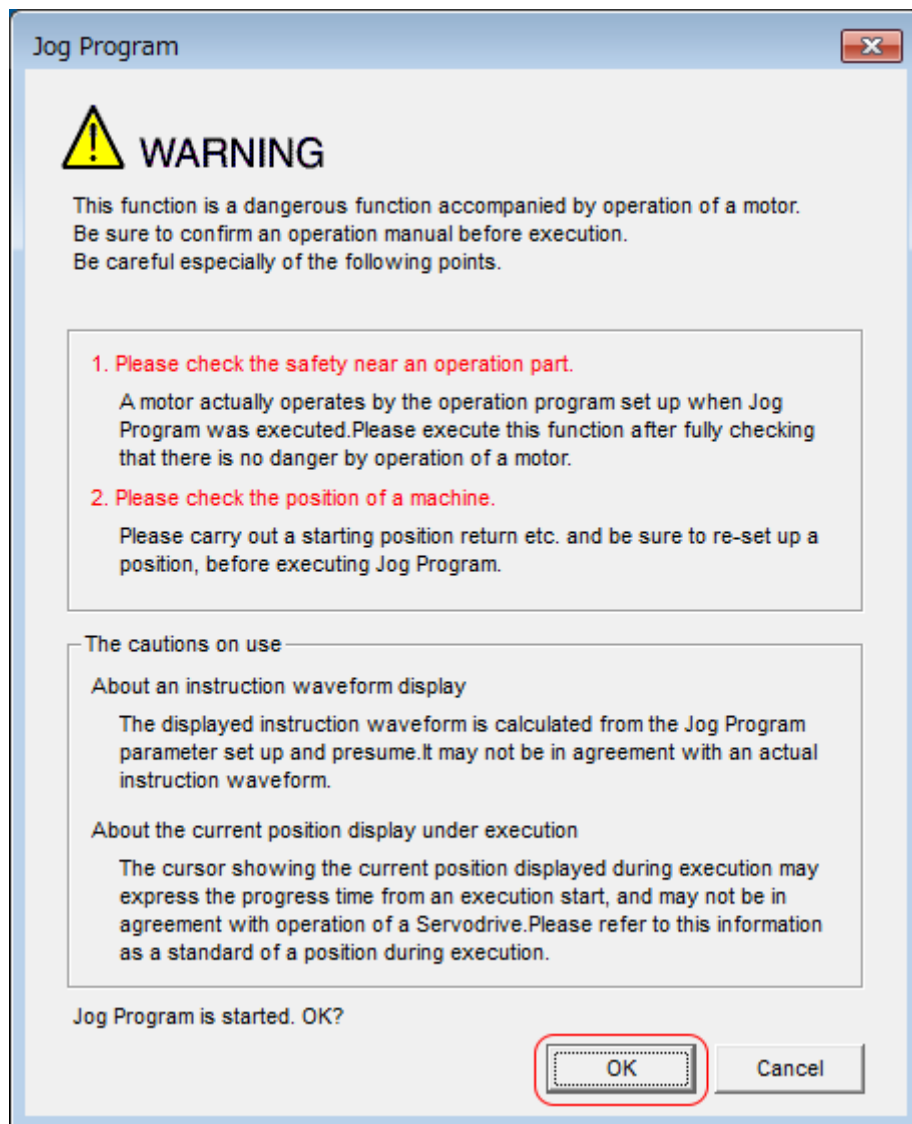 Jog Program
WARNING
This function is a dangerous function accompanied by operation of a motor.
Be sure to confirm an operation manual before execution.
Be careful especially of the following points.
1. Please check the safety near an operation part.
A motor actually operates by the operation program set up when Jog
Program was executed.Please execute this function after fully checking
that there is no danger by operation of a motor.
2. Please check the position of a machine.
Please carry out a starting position return etc. and be sure to re-set up a
position, before executing Jog Program.
The cautions on use
About an instruction waveform display
The displayed instruction waveform is calculated from the Jog Program
parameter set up and presume.It may not be in agreement with an actual
instruction waveform.
About the current position display under execution
The cursor showing the current position displayed during execution may
express the progress time from an execution start, and may not be in
agreement with operation of a Servodrive.Please refer to this information
as a standard of a position during execution.
Jog Program is started. OK?
OK
Cancel